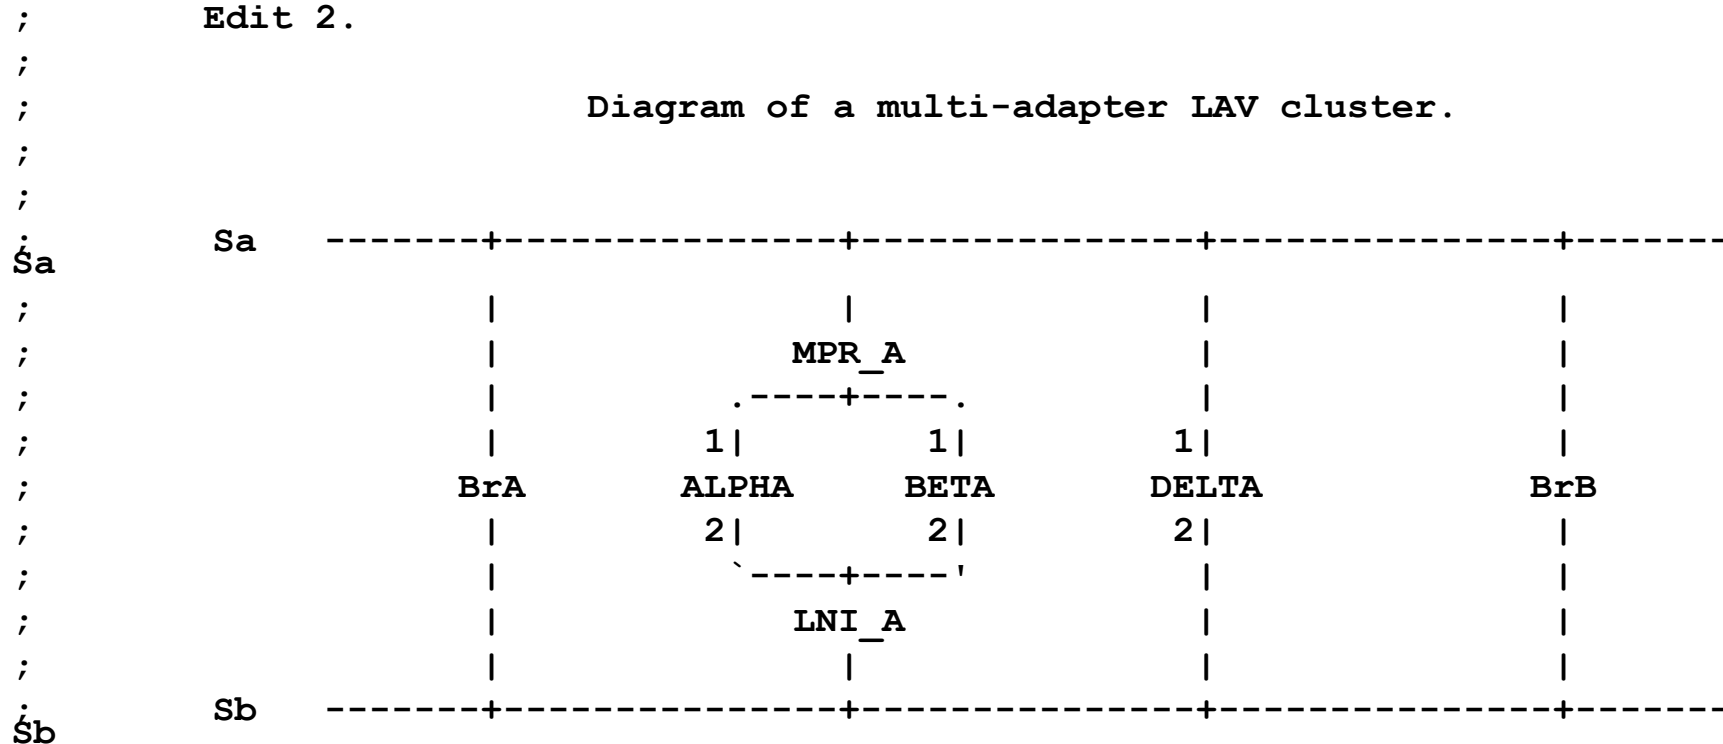 ;        Edit 2.
;
;                          Diagram of a multi-adapter LAV cluster.
;
;
;        Sa   -------+---------------+---------------+---------------+-------
Sa
;                    |               |               |               |
;                    |             MPR_A             |               |
;                    |          .----+----.          |               |
;                    |         1|        1|         1|               |
;                   BrA       ALPHA     BETA       DELTA            BrB
;                    |         2|        2|         2|               |
;                    |          `----+----'          |               |
;                    |             LNI_A             |               |
;                    |               |               |               |
;        Sb   -------+---------------+---------------+---------------+-------
Sb